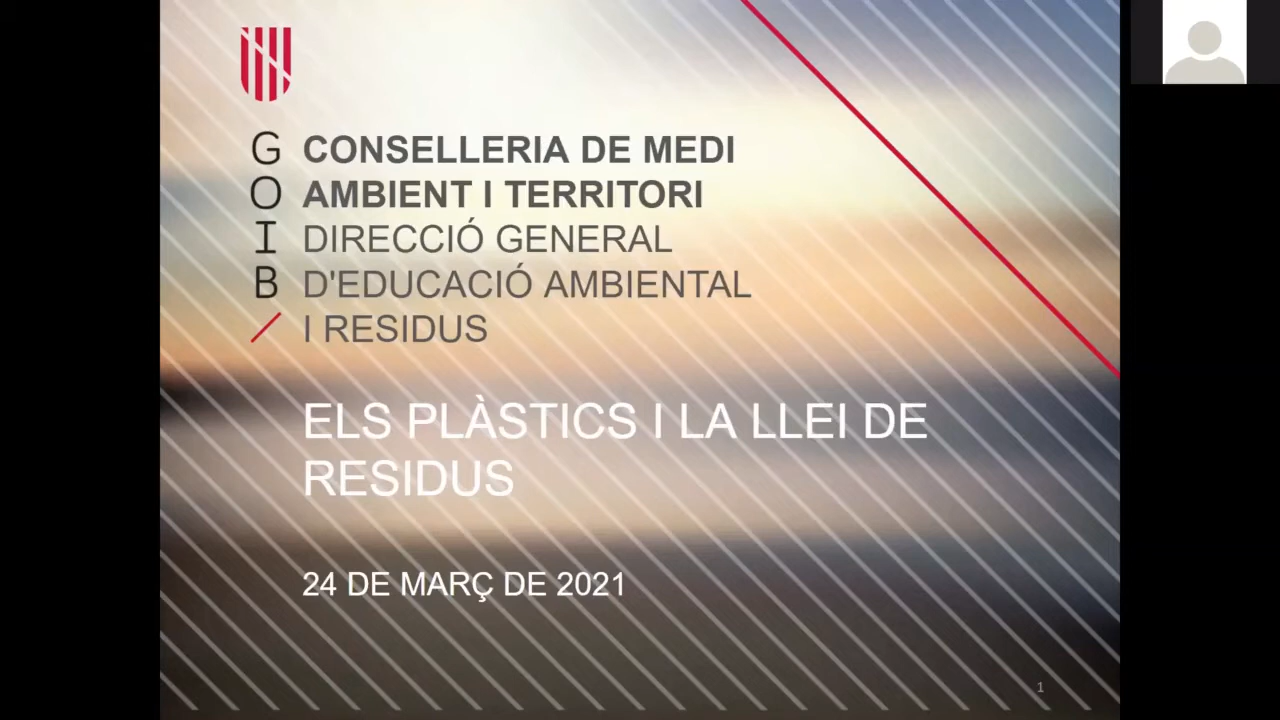 G CONSELLERIA DE MEDI
O AMBIENT I TERRITORI
I DIRECCIÓ GENERAL
B D'EDUCACIÓ AMBIENTAL
/ I RESIDUS
ELS PLÀSTICS I LA LLEI DE
RESIDUS
24 DE MARÇ DE 2021
1